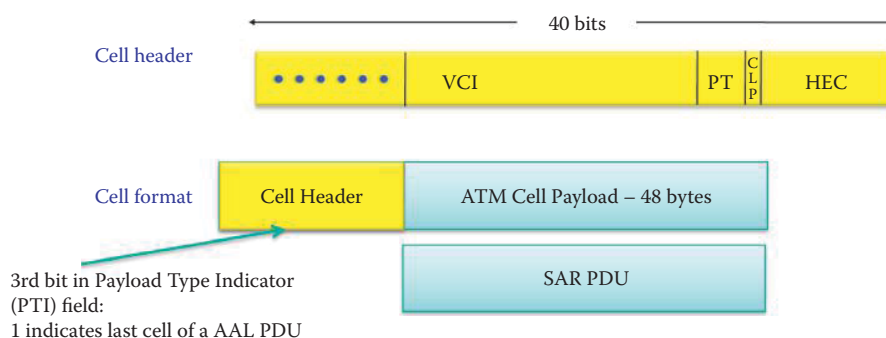 40 bits
Cell header
VCI
PT
CLP
HEC
Cell format
Cell Header
ATM Cell Payload – 48 bytes
SAR PDU
3rd bit in Payload Type Indicator
(PTI) field:
1 indicates last cell of a AAL PDU